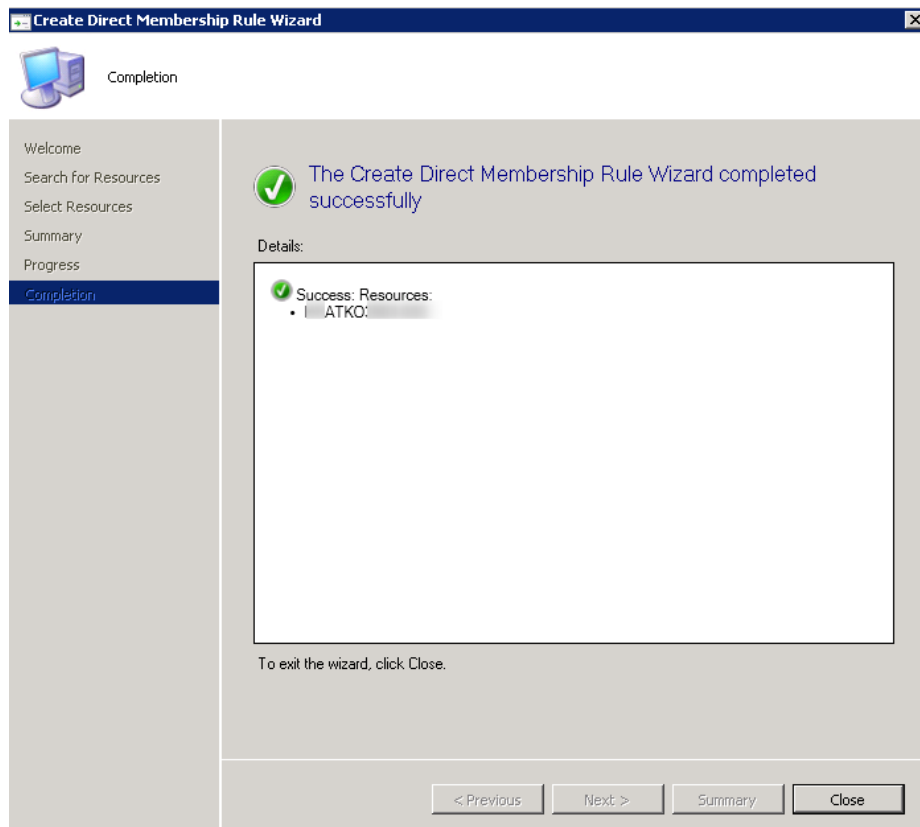 Create Direct Membership Rule Wizard
Completion
Welcome
Search for Resources
Select Resources
Summary
Progress
Completion
The Create Direct Membership Rule Wizard completed
successfully
Details:
Success: Resources:
To exit the wizard, click Close.
< Previous
Next >
Summary
Close